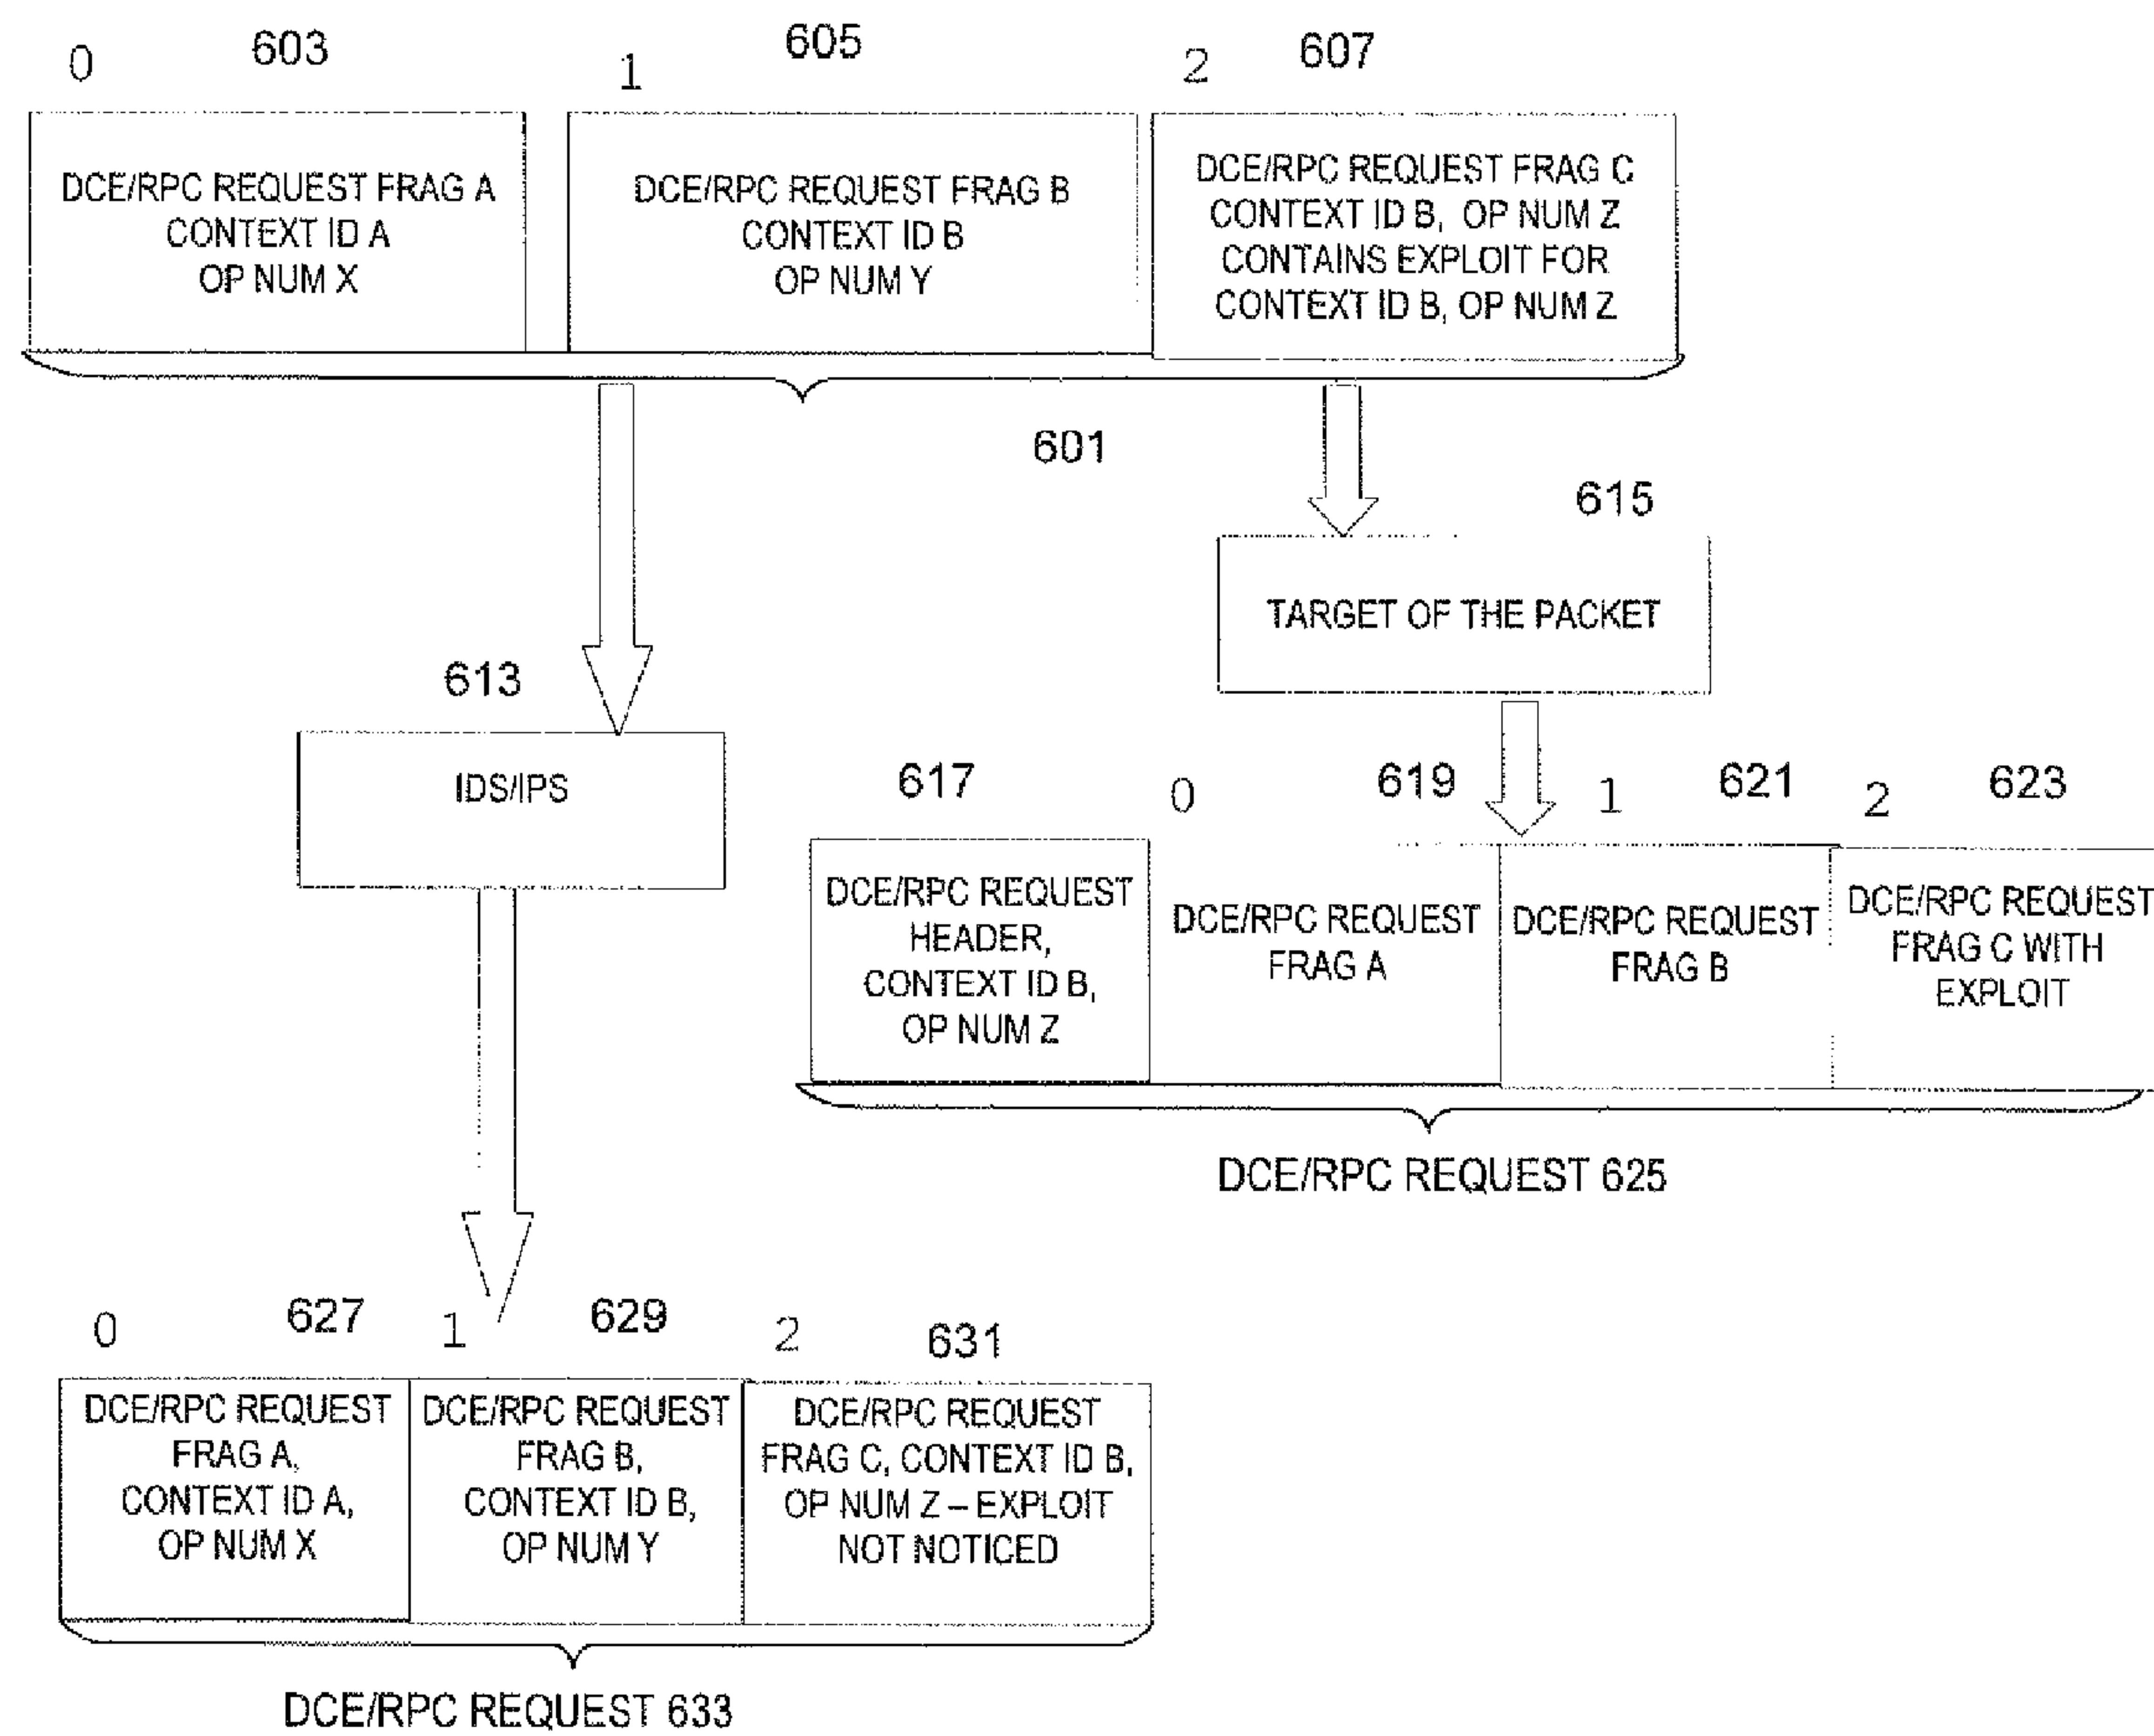 0 603 1 605 2 607
DCE/RPC REQUEST FRAG A
CONTEXT ID A
OP NUM X
DCE/RPC REQUEST FRAG B
CONTEXT ID B
OP NUM Y
DCE/RPC REQUEST FRAG C
CONTEXT ID B, OP NUM Z
CONTAINS EXPLOIT FOR
CONTEXT ID B, OP NUM Z
601
615
TARGET OF THE PACKET
613
IDS/IPS
617 0 619 1 621 2 623
DCE/RPC REQUEST
HEADER,
CONTEXT ID B,
OP NUM Z
DCE/RPC REQUEST
FRAG A
DCE/RPC REQUEST
FRAG B
DCE/RPC REQUEST
FRAG C WITH
EXPLOIT
DCE/RPC REQUEST 625
0 627 1 629 2 631
DCE/RPC REQUEST
FRAG A,
CONTEXT ID A,
OP NUM X
DCE/RPC REQUEST
FRAG B,
CONTEXT ID B,
OP NUM Y
DCE/RPC REQUEST
FRAG C, CONTEXT ID B,
OP NUM Z – EXPLOIT
NOT NOTICED
DCE/RPC REQUEST 633